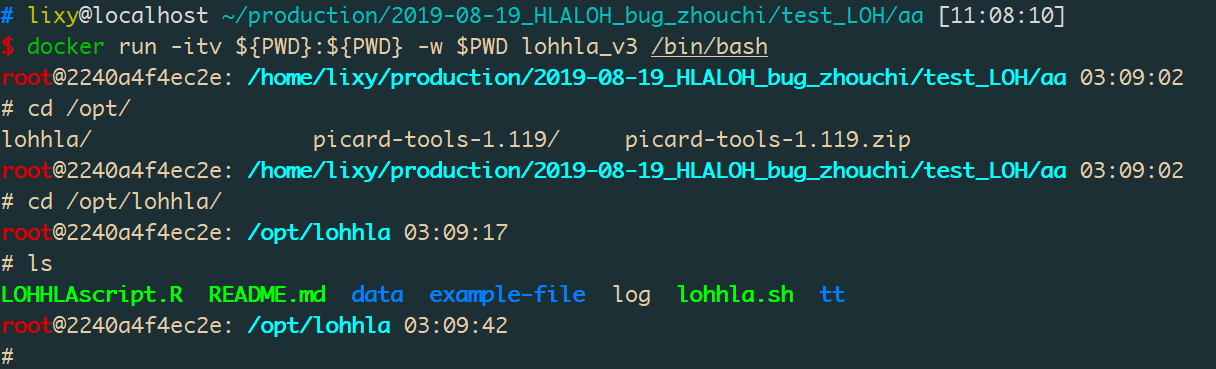 # lixy@localhost ~/production/2019-08-19_HLALOH_bug_zhouchi/test_LOH/aa [11:08:10]
$ docker run -itv ${PWD}:${PWD} -w $PWD lohhla_v3 /bin/bash
root@2240a4f4ec2e: /home/lixy/production/2019-08-19_HLALOH_bug_zhouchi/test_LOH/aa 03:09:02
# cd /opt/
lohhla/                 picard-tools-1.119/     picard-tools-1.119.zip
root@2240a4f4ec2e: /home/lixy/production/2019-08-19_HLALOH_bug_zhouchi/test_LOH/aa 03:09:02
# cd /opt/lohhla/
root@2240a4f4ec2e: /opt/lohhla 03:09:17
# ls
LOHHLAscript.R  README.md  data  example-file  log  lohhla.sh  tt
root@2240a4f4ec2e: /opt/lohhla 03:09:42
#